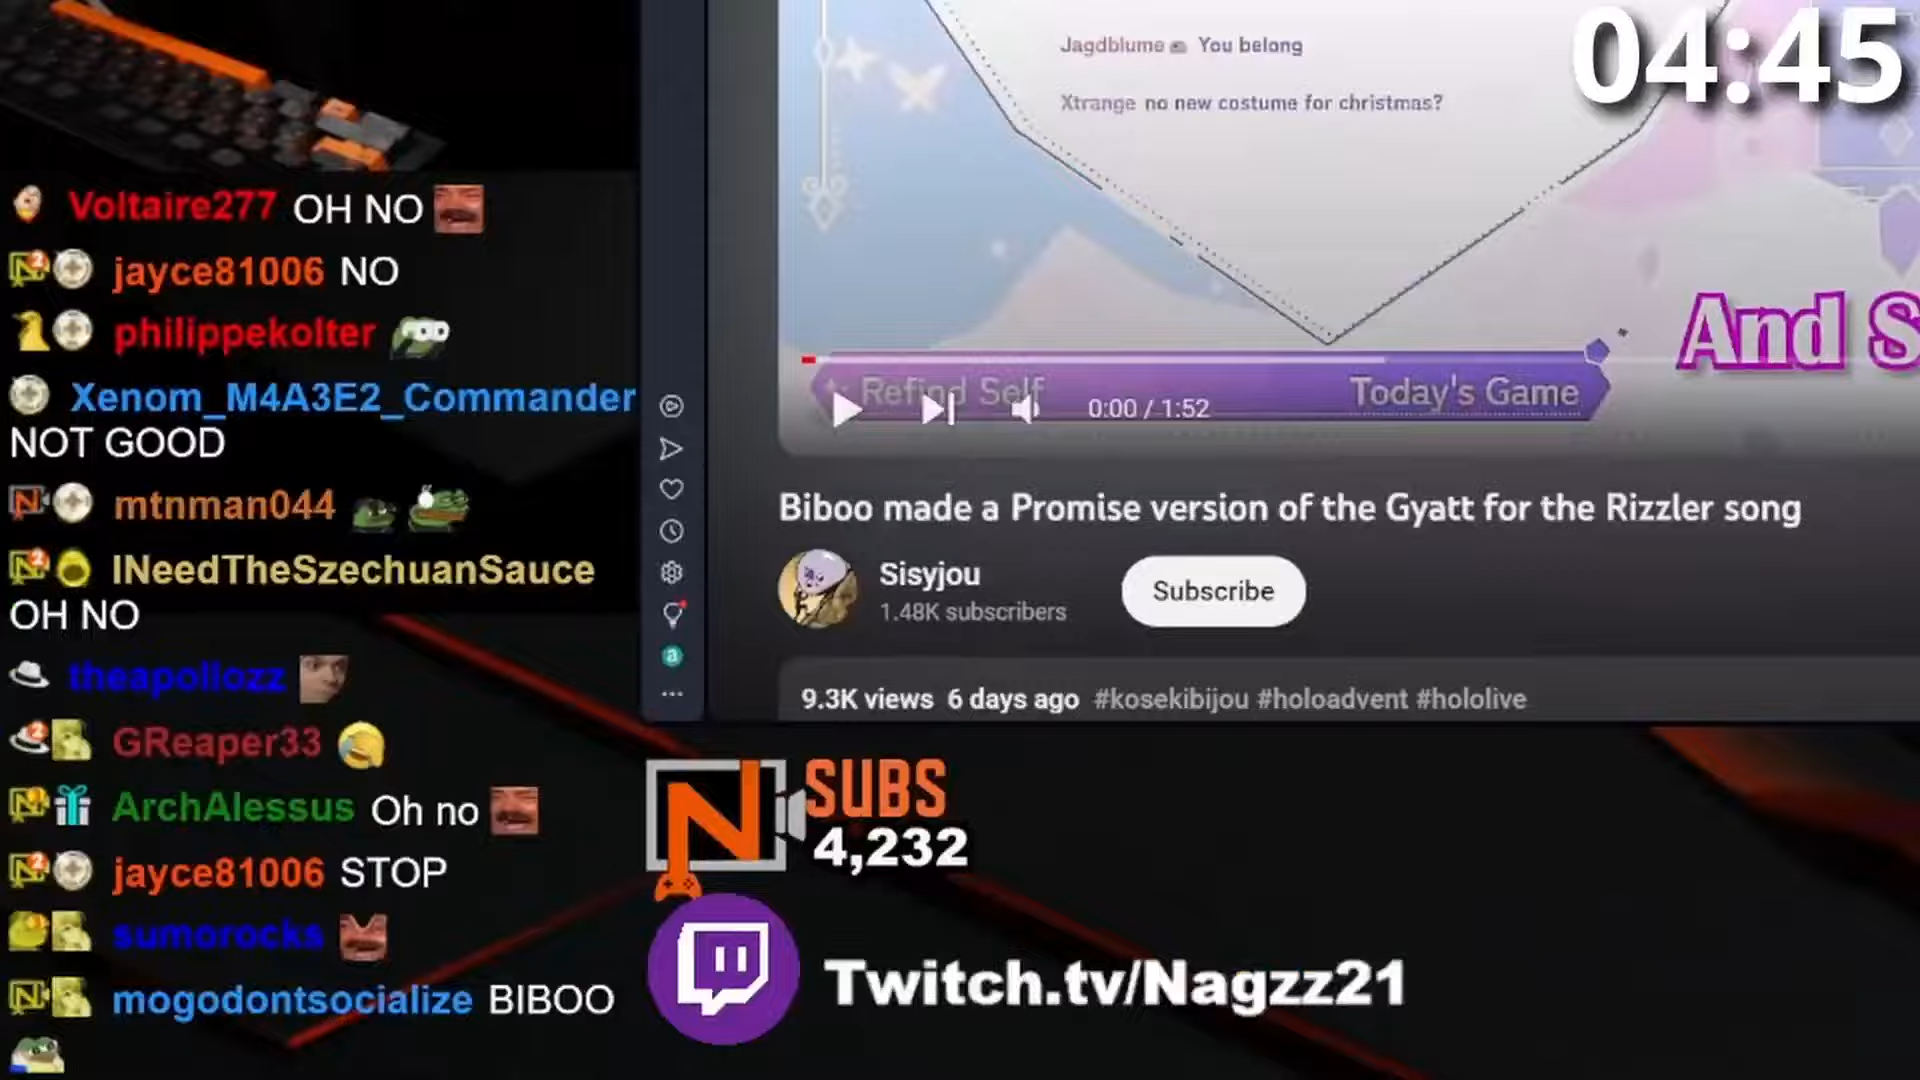 Jagdblume You belong
Xtrange no new costume for christmas?
04:45
Voltaire277 OH NO
jayce81006 NO
philippekolter
Xenom_M4A3E2_Commander
NOT GOOD
mtnman044
INeedTheSzechuanSauce
OH NO
theapollozz
GReaper33
ArchAlessus Oh no
jayce81006 STOP
sumorocks
mogodontsocialize BIBOO
And S
Refind Self
Today's Game
0:00 / 1:52
Biboo made a Promise version of the Gyatt for the Rizzler song
Sisyjou
1.48K subscribers
Subscribe
9.3K views 6 days ago #kosekibijou #holoadvent #hololive
N SUBS
4,232
Twitch.tv/Nagzz21